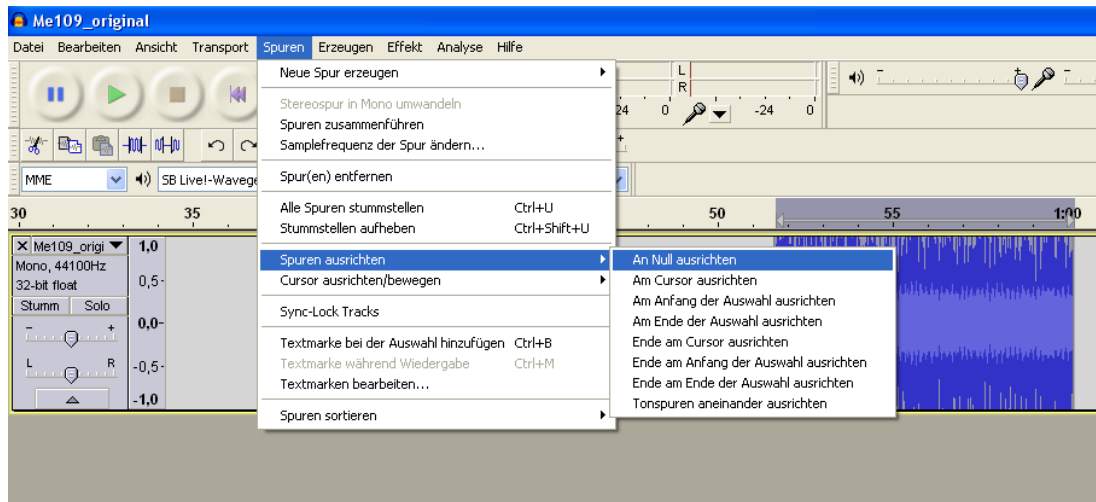 Me109_original
Datei Bearbeiten Ansicht Transport Spuren Erzeugen Effekt Analyse Hilfe
Neue Spur erzeugen
Stereospur in Mono umwandeln
Spuren zusammenführen
Samplefrequenz der Spur ändern...
Spur(en) entfernen
Alle Spuren stummstellen Ctrl+U
Stummstellen aufheben Ctrl+Shift+U
Spuren ausrichten
Cursor ausrichten/bewegen
Sync-Lock Tracks
Textmarke bei der Auswahl hinzufügen Ctrl+B
Textmarke während Wiedergabe Ctrl+M
Textmarken bearbeiten...
Spuren sortieren
An Null ausrichten
Am Cursor ausrichten
Am Anfang der Auswahl ausrichten
Am Ende der Auswahl ausrichten
Ende am Cursor ausrichten
Ende am Anfang der Auswahl ausrichten
Ende am Ende der Auswahl ausrichten
Tonspuren aneinander ausrichten
L
R
24 0 -24 0
MME SB Live!-Wavege
30 35 50 55 1:00
Me109_origi 1,0
Mono, 44100Hz
32-bit float 0,5
Stumm Solo
- + 0,0
L R -0,5
-1,0